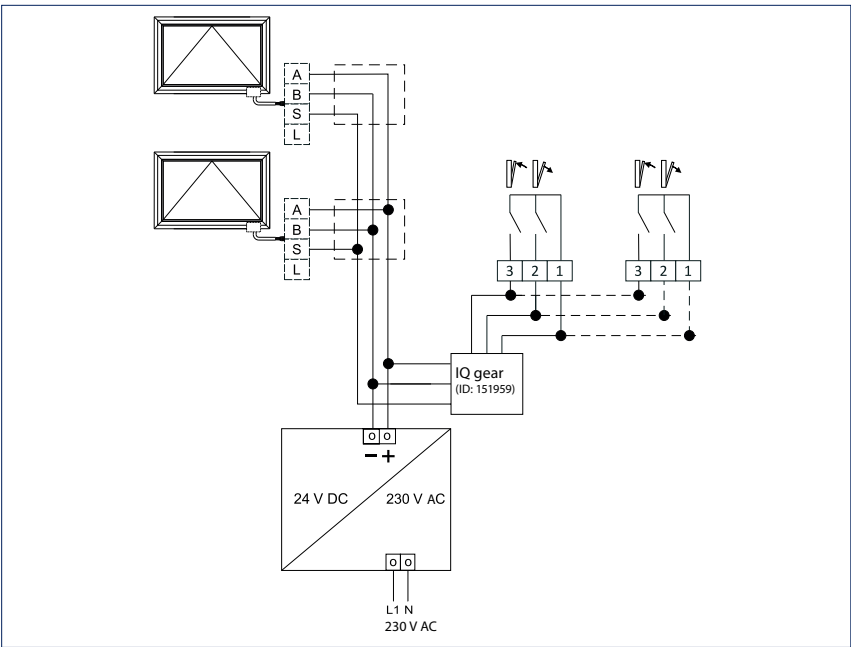 A
B
S
L
A
B
S
L
3 2 1
3 2 1
IQ gear
(ID: 151959)
− +
24 V DC
230 V AC
L1 N
230 V AC